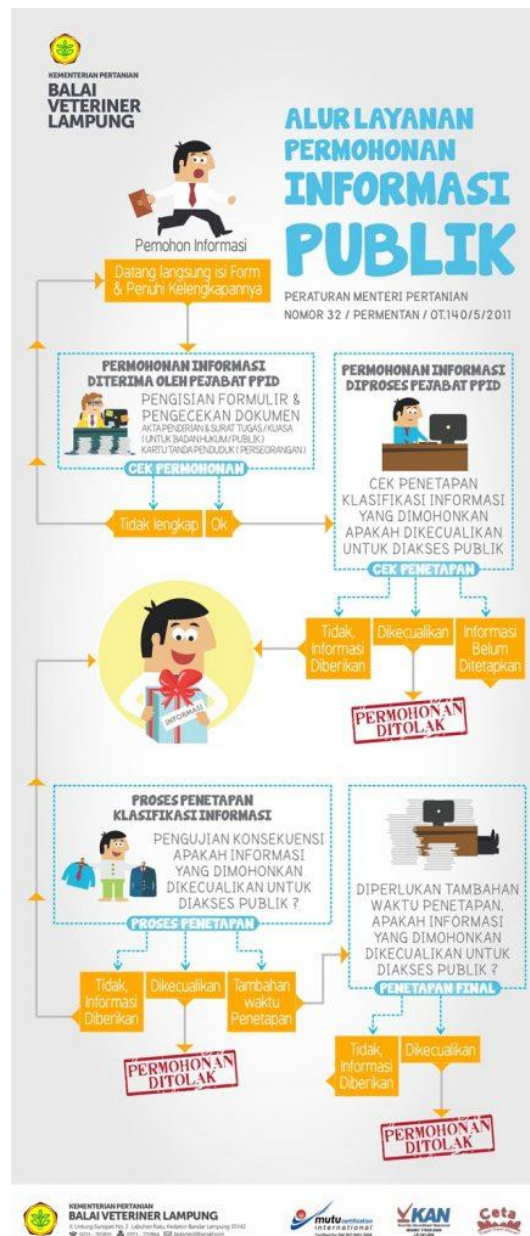 KEMENTERIAN PERTANIAN
BALAI
VETERINER
LAMPUNG
ALUR LAYANAN
PERMOHONAN
INFORMASI
PUBLIK
PERATURAN MENTERI PERTANIAN
NOMOR 32 / PERMENTAN / OT.140/5/2011
Pemohon Informasi
Datang langsung isi Form
& Penuhi Kelengkapannya
PERMOHONAN INFORMASI
DITERIMA OLEH PEJABAT PPID
PENGISIAN FORMULIR &
PENGECEKAN DOKUMEN
AKTA PENDIRIAN & SURAT TUGAS/KUASA
(UNTUK BADAN HUKUM/PUBLIK)
KARTU TANDA PENDUDUK (PERSEORANGAN)
CEK PERMOHONAN
Tidak lengkap
Ok
PERMOHONAN INFORMASI
DIPROSES PEJABAT PPID
CEK PENETAPAN
KLASIFIKASI INFORMASI
YANG DIMOHONKAN
APAKAH DIKECUALIKAN
UNTUK DIAKSES PUBLIK
CEK PENETAPAN
Tidak,
Informasi
Diberikan
Dikecualikan
Informasi
Belum
Ditetapkan
PERMOHONAN
DITOLAK
INFORMASI
PROSES PENETAPAN
KLASIFIKASI INFORMASI
PENGUJIAN KONSEKUENSI
APAKAH INFORMASI
YANG DIMOHONKAN
DIKECUALIKAN UNTUK
DIAKSES PUBLIK ?
PROSES PENETAPAN
Tidak,
Informasi
Diberikan
Dikecualikan
Tambahan
waktu
Penetapan
PERMOHONAN
DITOLAK
DIPERLUKAN TAMBAHAN
WAKTU PENETAPAN.
APAKAH INFORMASI
YANG DIMOHONKAN
DIKECUALIKAN UNTUK
DIAKSES PUBLIK ?
PENETAPAN FINAL
Tidak,
Informasi
Diberikan
Dikecualikan
PERMOHONAN
DITOLAK
KEMENTERIAN PERTANIAN
BALAI VETERINER LAMPUNG
mutu certification
international
KAN
Ceta